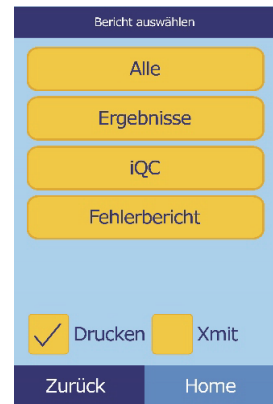 Bericht auswählen
Alle
Ergebnisse
iQC
Fehlerbericht
Drucken Xmit
Zurück Home